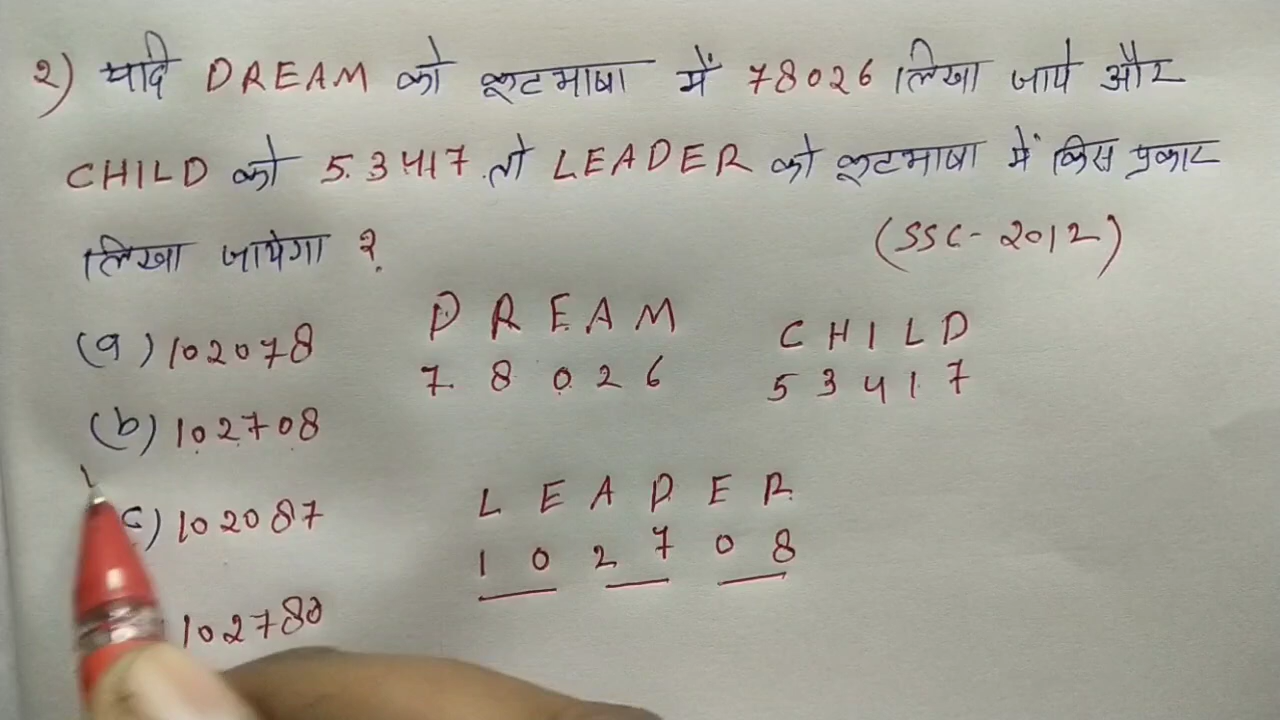 २) यदि DREAM को कूटभाषा में 78026 लिखा जाये और
CHILD को 53417 तो LEADER को कूटभाषा में किस प्रकार
लिखा जायेगा ?
(SSC-2012)
(a) 102078
(b) 102708
c) 102087
102780
D R E A M
7 8 0 2 6
C H I L D
5 3 4 1 7
L E A D E R
1 0 2 7 0 8